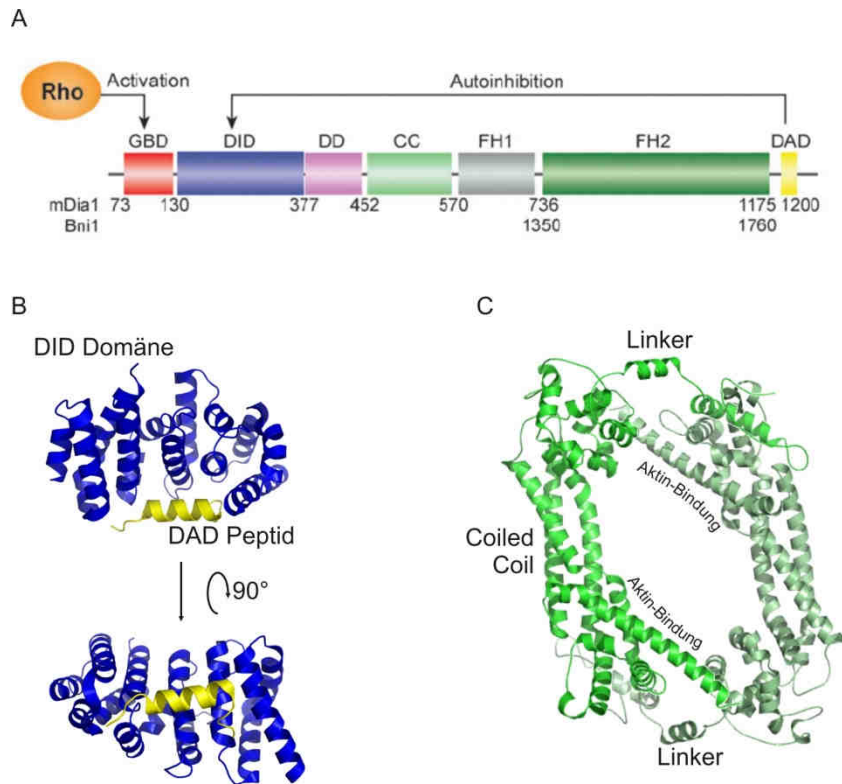 A
Rho
Activation
Autoinhibition
GBD DID DD CC FH1 FH2 DAD
mDia1 73 130 377 452 570 736 1175 1200
Bni1 1350 1760
B
DID Domäne
DAD Peptid
90°
C
Linker
Aktin-Bindung
Coiled
Coil
Aktin-Bindung
Linker